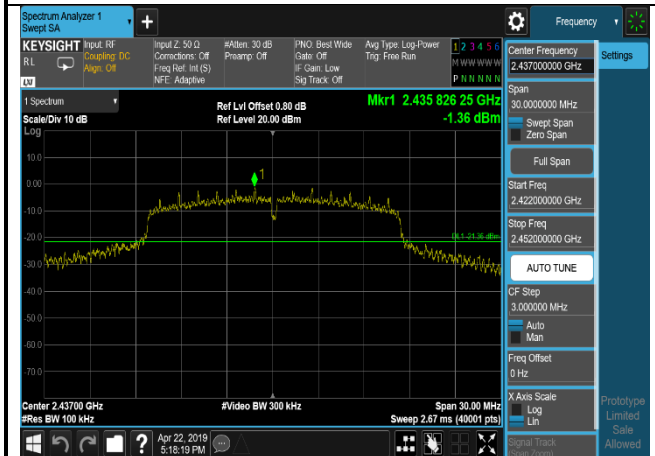 Spectrum Analyzer 1
Swept SA
+
Frequency
KEYSIGHT
RL
LXI
Input: RF
Coupling: DC
Align: Off
Input Z: 50 Ω
Corrections: Off
Freq Ref: Int (S)
NFE: Adaptive
#Atten: 30 dB
Preamp: Off
PNO: Best Wide
Gate: Off
IF Gain: Low
Sig Track: Off
Avg Type: Log-Power
Trig: Free Run
1 2 3 4 5 6
M W W W W W
P N N N N N
1 Spectrum
Scale/Div 10 dB
Log
Ref Lvl Offset 0.80 dB
Ref Level 20.00 dBm
Mkr1 2.435 826 25 GHz
-1.36 dBm
10.0
0.00
-10.0
-20.0
-30.0
-40.0
-50.0
-60.0
-70.0
1
DL1 -21.36 dBm
Center 2.43700 GHz
#Res BW 100 kHz
#Video BW 300 kHz
Span 30.00 MHz
Sweep 2.67 ms (40001 pts)
Apr 22, 2019
5:18:19 PM
Center Frequency
2.437000000 GHz
Span
30.0000000 MHz
Swept Span
Zero Span
Full Span
Start Freq
2.422000000 GHz
Stop Freq
2.452000000 GHz
AUTO TUNE
CF Step
3.000000 MHz
Auto
Man
Freq Offset
0 Hz
X Axis Scale
Log
Lin
Signal Track
(Span Zoom)
Settings
Prototype
Limited
Sale
Allowed